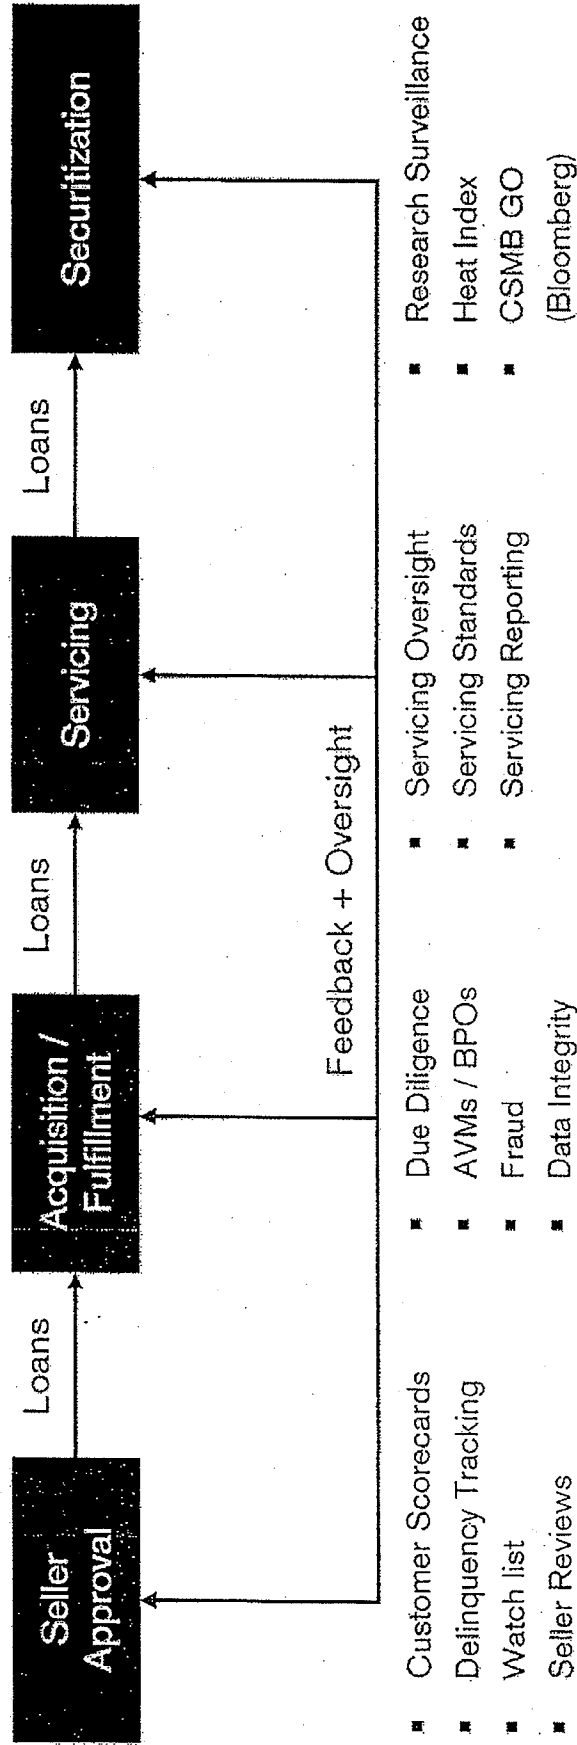 Seller
Approval
Loans
Acquisition /
Fulfillment
Loans
Servicing
Loans
Securitization
Feedback + Oversight
Customer Scorecards
Delinquency Tracking
Watch list
Seller Reviews
Due Diligence
AVMs / BPOs
Fraud
Data Integrity
Servicing Oversight
Servicing Standards
Servicing Reporting
Research Surveillance
Heat Index
CSMB GO
(Bloomberg)